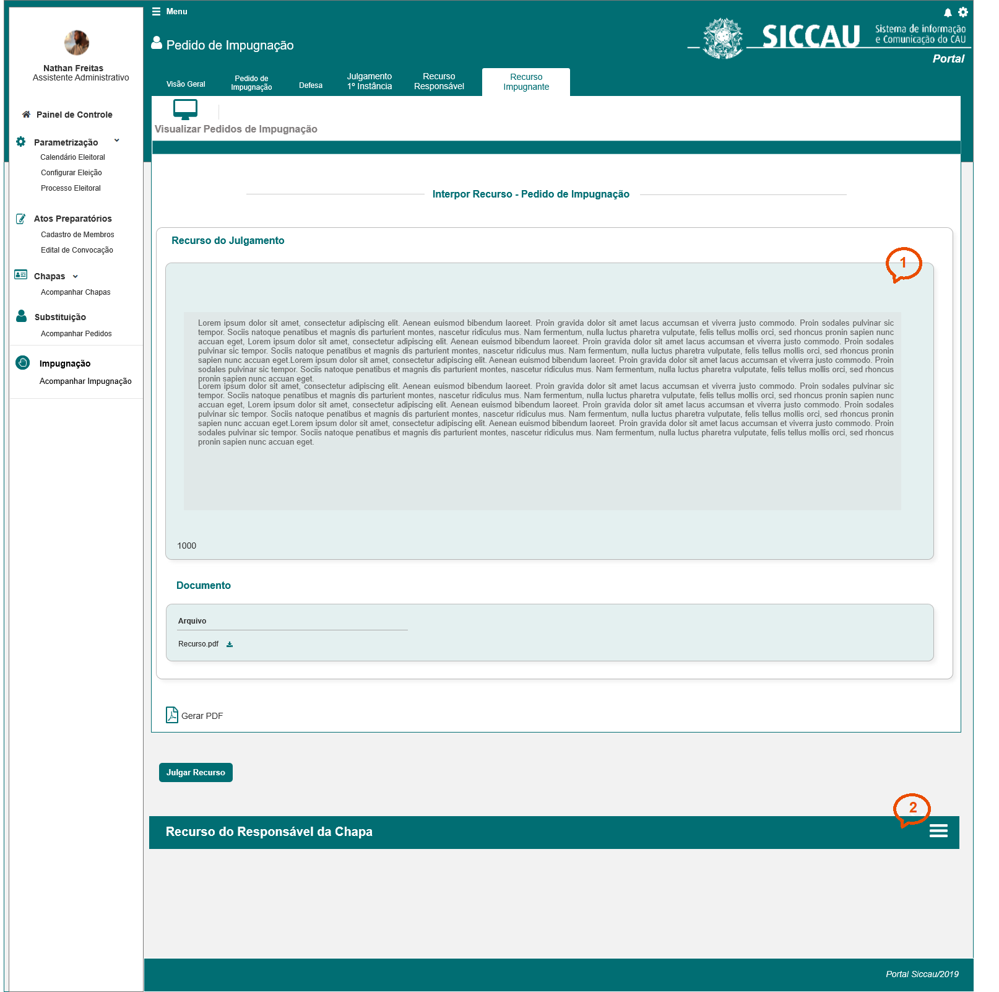 Menu
Nathan Freitas
Assistente Administrativo
Painel de Controle
Parametrização
Calendário Eleitoral
Configurar Eleição
Processo Eleitoral
Atos Preparatórios
Cadastro de Membros
Edital de Convocação
Chapas
Acompanhar Chapas
Substituição
Acompanhar Pedidos
Impugnação
Acompanhar Impugnação
Pedido de Impugnação
SICCAU
Sistema de informação
e Comunicação do CAU
Portal
Visão Geral
Pedido de
Impugnação
Defesa
Julgamento
1º Instância
Recurso
Responsável
Recurso
Impugnante
Visualizar Pedidos de Impugnação
Interpor Recurso - Pedido de Impugnação
Recurso do Julgamento
1
Lorem ipsum dolor sit amet, consectetur adipiscing elit. Aenean euismod bibendum laoreet. Proin gravida dolor sit amet lacus accumsan et viverra justo commodo. Proin sodales pulvinar sic
tempor. Sociis natoque penatibus et magnis dis parturient montes, nascetur ridiculus mus. Nam fermentum, nulla luctus pharetra vulputate, felis tellus mollis orci, sed rhoncus pronin sapien nunc
accuan eget, Lorem ipsum dolor sit amet, consectetur adipiscing elit. Aenean euismod bibendum laoreet. Proin gravida dolor sit amet lacus accumsan et viverra justo commodo. Proin sodales
pulvinar sic tempor. Sociis natoque penatibus et magnis dis parturient montes, nascetur ridiculus mus. Nam fermentum, nulla luctus pharetra vulputate, felis tellus mollis orci, sed rhoncus pronin
sapien nunc accuan eget.Lorem ipsum dolor sit amet, consectetur adipiscing elit. Aenean euismod bibendum laoreet. Proin gravida dolor sit amet lacus accumsan et viverra justo commodo. Proin
sodales pulvinar sic tempor. Sociis natoque penatibus et magnis dis parturient montes, nascetur ridiculus mus. Nam fermentum, nulla luctus pharetra vulputate, felis tellus mollis orci, sed rhoncus
pronin sapien nunc accuan eget.
Lorem ipsum dolor sit amet, consectetur adipiscing elit. Aenean euismod bibendum laoreet. Proin gravida dolor sit amet lacus accumsan et viverra justo commodo. Proin sodales pulvinar sic
tempor. Sociis natoque penatibus et magnis dis parturient montes, nascetur ridiculus mus. Nam fermentum, nulla luctus pharetra vulputate, felis tellus mollis orci, sed rhoncus pronin sapien nunc
accuan eget, Lorem ipsum dolor sit amet, consectetur adipiscing elit. Aenean euismod bibendum laoreet. Proin gravida dolor sit amet lacus accumsan et viverra justo commodo. Proin sodales
pulvinar sic tempor. Sociis natoque penatibus et magnis dis parturient montes, nascetur ridiculus mus. Nam fermentum, nulla luctus pharetra vulputate, felis tellus mollis orci, sed rhoncus pronin
sapien nunc accuan eget.Lorem ipsum dolor sit amet, consectetur adipiscing elit. Aenean euismod bibendum laoreet. Proin gravida dolor sit amet lacus accumsan et viverra justo commodo. Proin
sodales pulvinar sic tempor. Sociis natoque penatibus et magnis dis parturient montes, nascetur ridiculus mus. Nam fermentum, nulla luctus pharetra vulputate, felis tellus mollis orci, sed rhoncus
pronin sapien nunc accuan eget.
1000
Documento
Arquivo
Recurso.pdf
Gerar PDF
Julgar Recurso
2
Recurso do Responsável da Chapa
Portal Siccau/2019